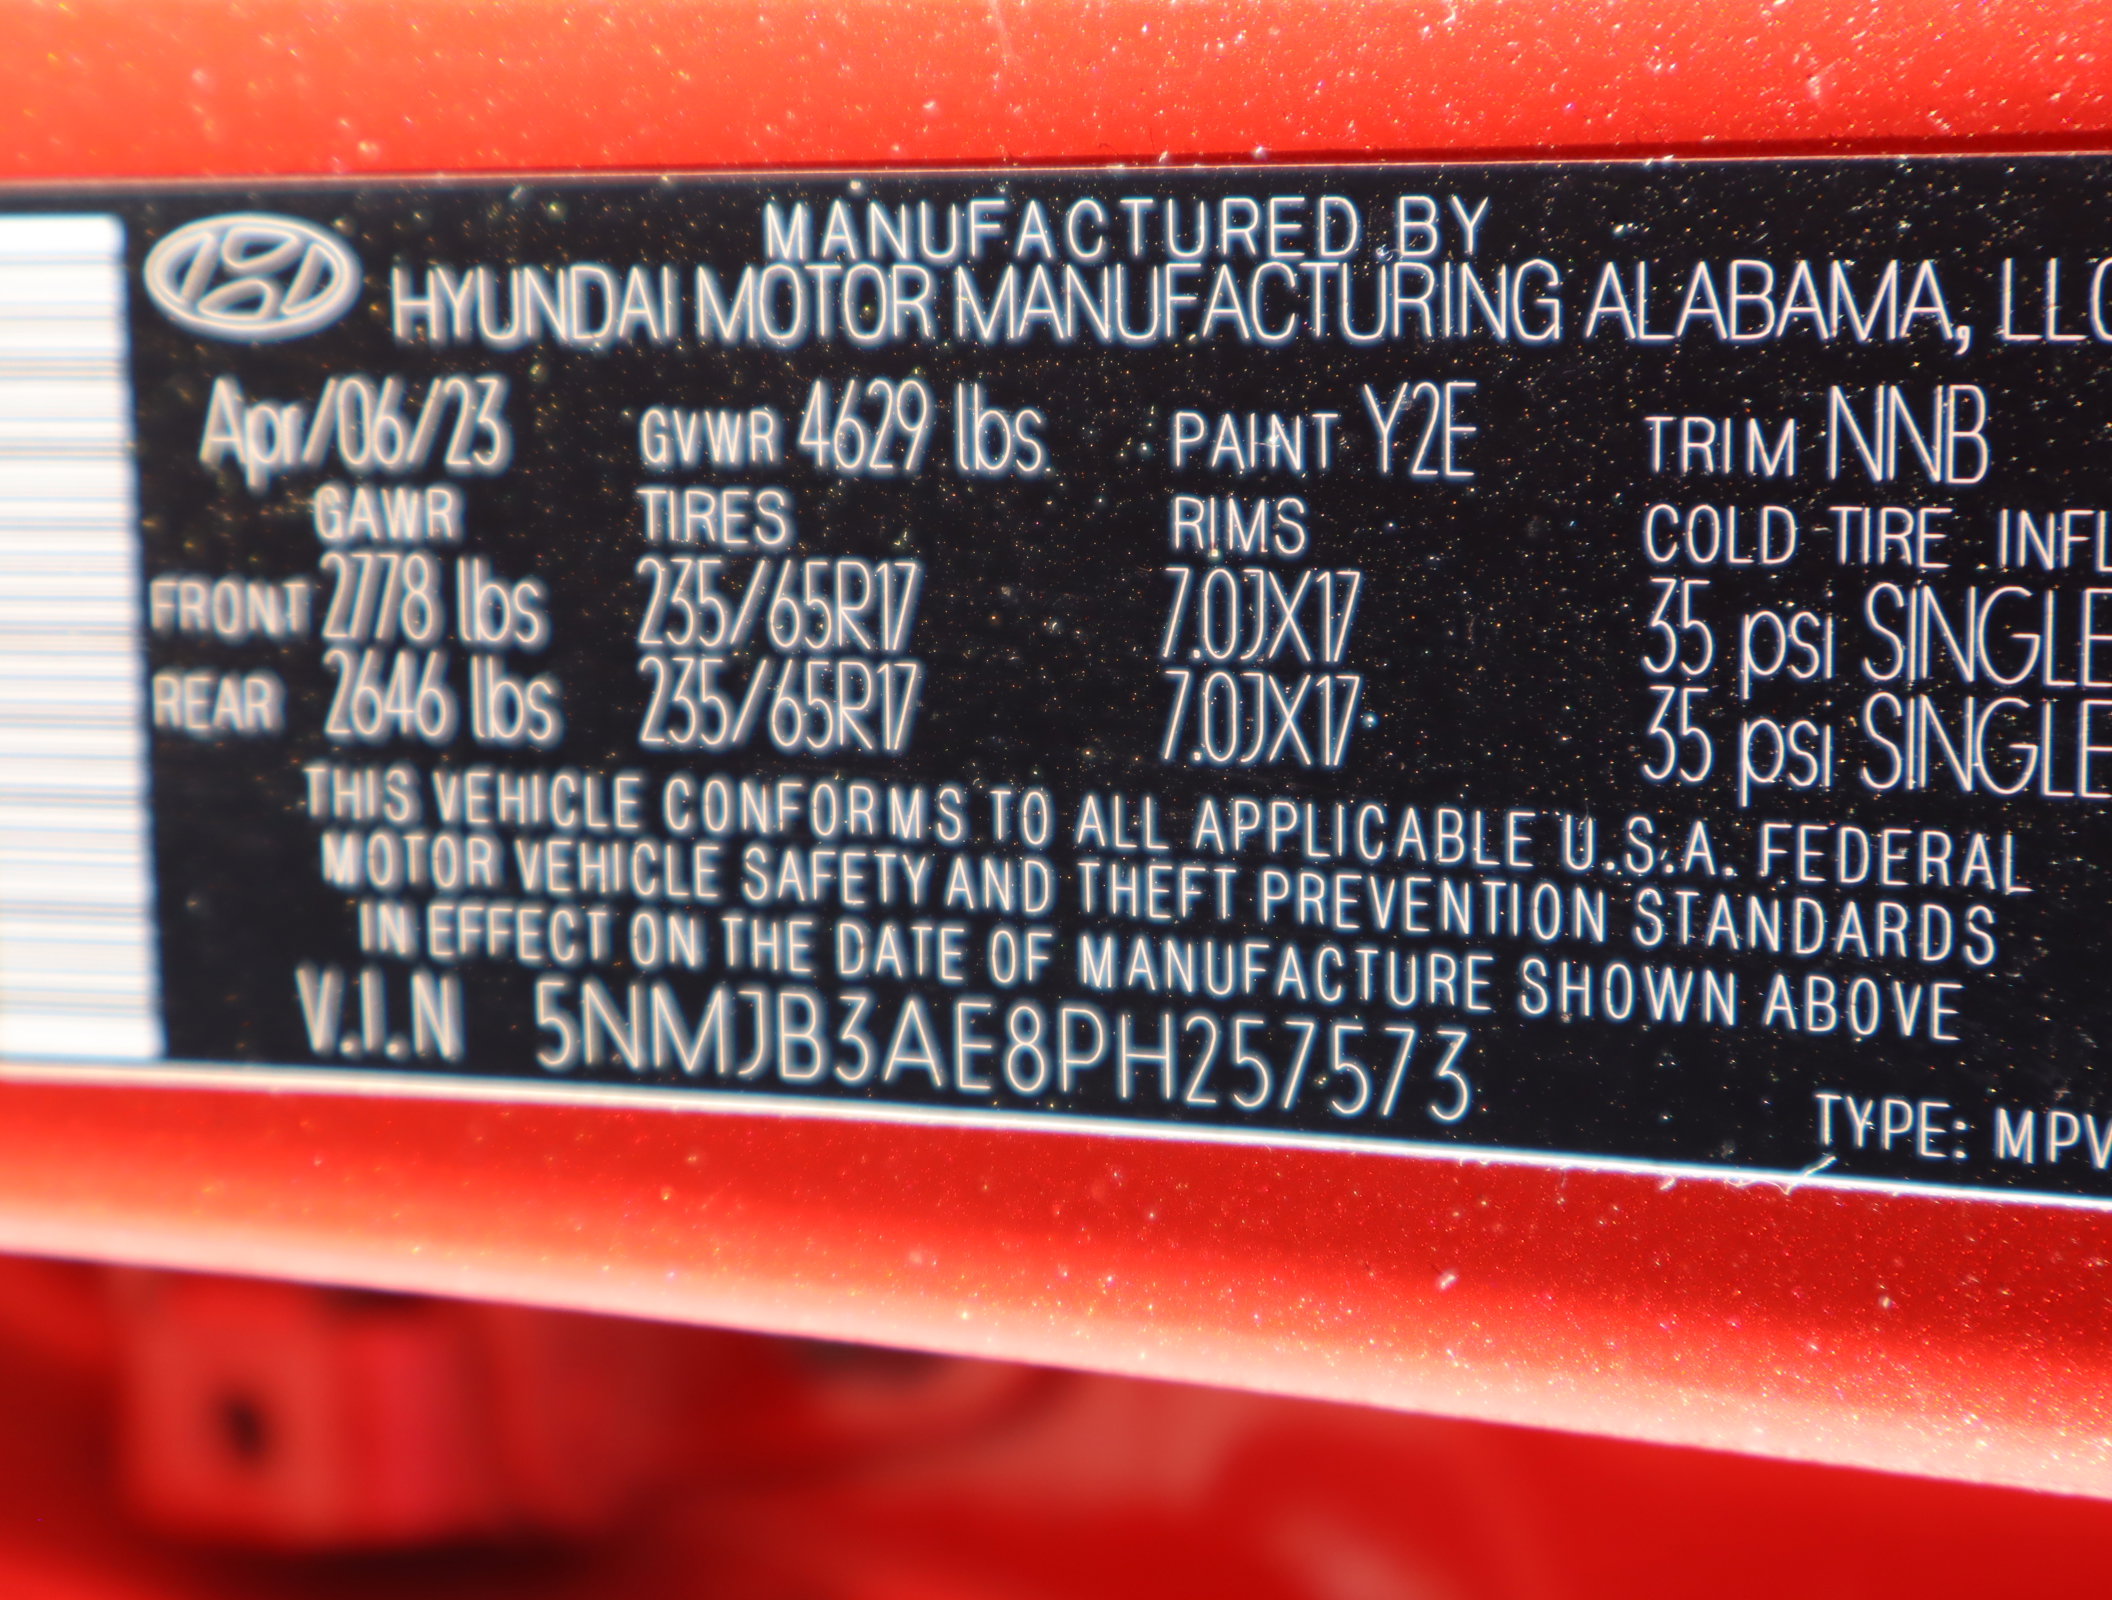 MANUFACTURED BY
HYUNDAI MOTOR MANUFACTURING ALABAMA, LLC
Apr/06/23 GVWR 4629 lbs. PAINT Y2E TRIM NNB
GAWR TIRES RIMS COLD TIRE INFL
FRONT 2778 lbs 235/65R17 7.0JX17 35 psi SINGLE
REAR 2646 lbs 235/65R17 7.0JX17 35 psi SINGLE
THIS VEHICLE CONFORMS TO ALL APPLICABLE U.S.A. FEDERAL
MOTOR VEHICLE SAFETY AND THEFT PREVENTION STANDARDS
IN EFFECT ON THE DATE OF MANUFACTURE SHOWN ABOVE
V.I.N 5NMJB3AE8PH257573
TYPE: MPV